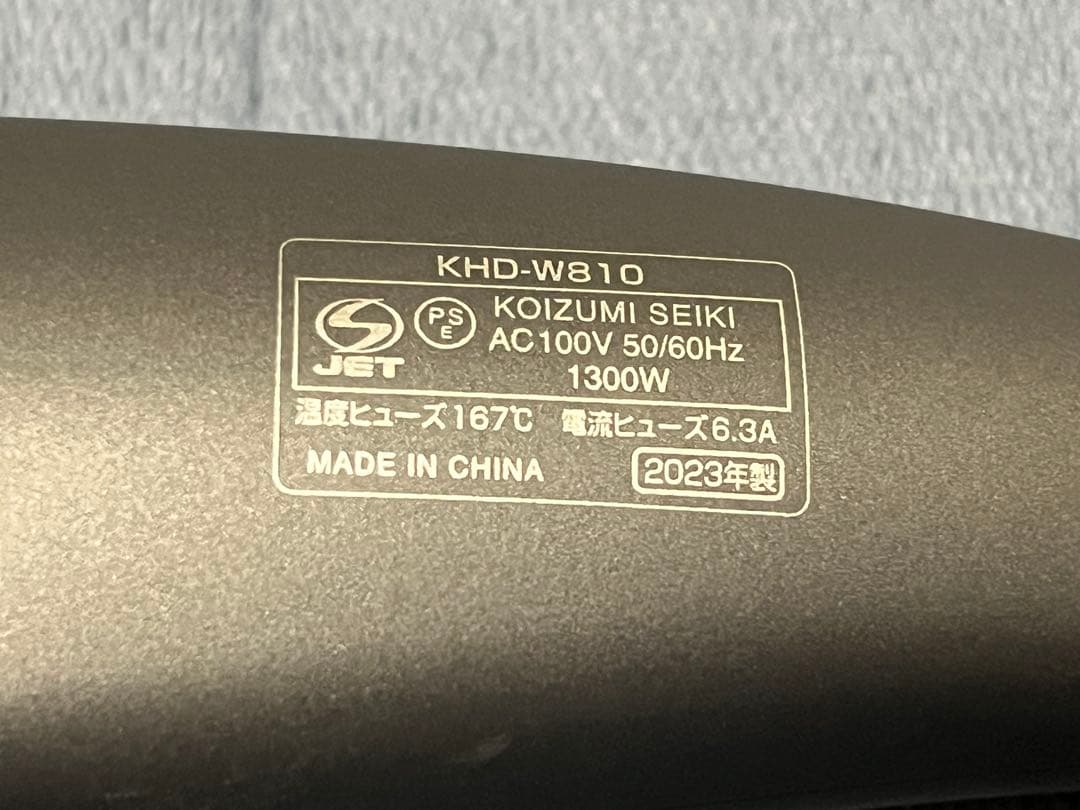 KHD-W810
JET
PSE
KOIZUMI SEIKI
AC100V 50/60Hz
1300W
温度ヒューズ167℃ 電流ヒューズ6.3A
MADE IN CHINA 2023年製